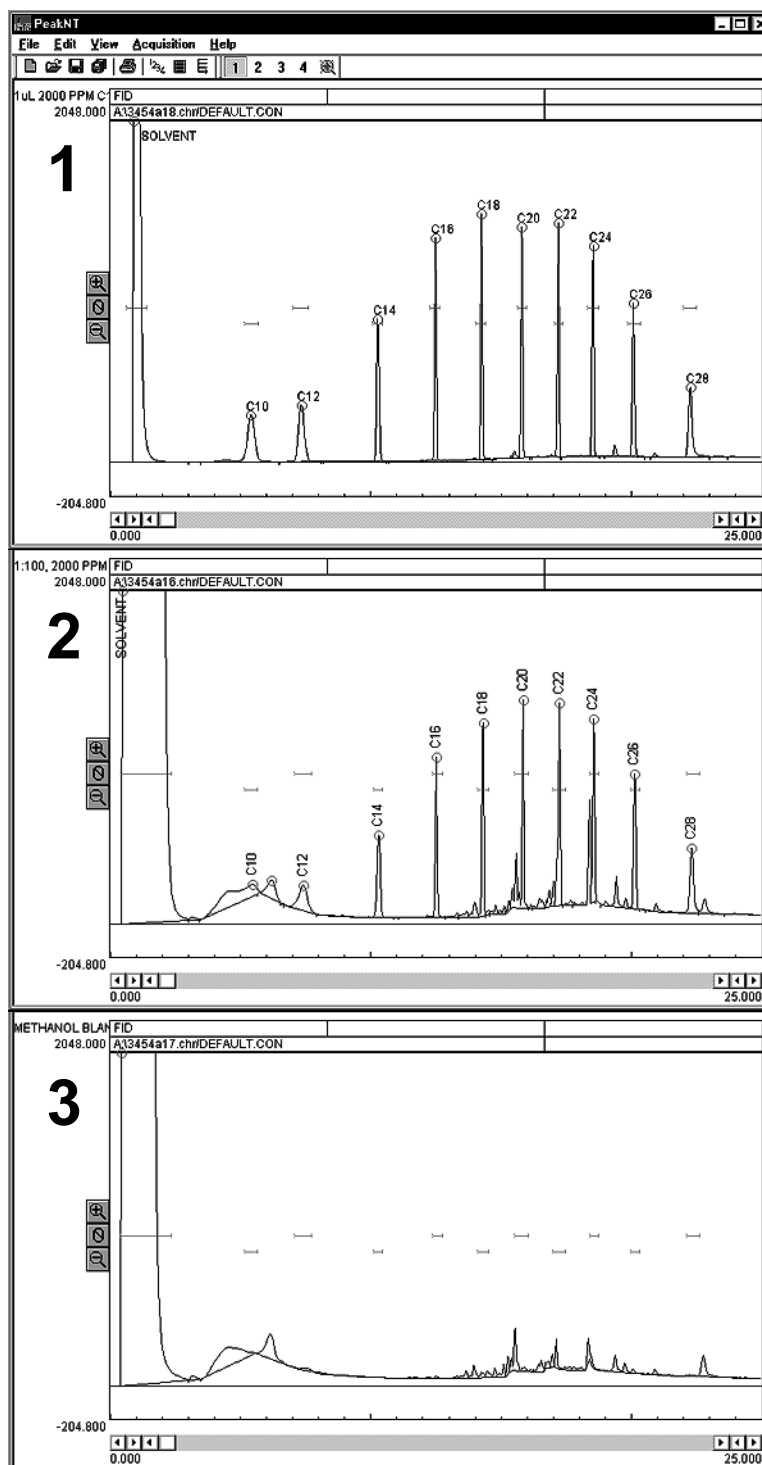 PeakNT
File Edit View Acquisition Help
1 2 3 4
1uL 2000 PPM C1 FID
2048.000 A:\3454a18.chr/DEFAULT.CON
1
SOLVENT
C10 C12 C14 C16 C18 C20 C22 C24 C26 C28
-204.800
0.000 25.000
1:100, 2000 PPM FID
2048.000 A:\3454a16.chr/DEFAULT.CON
2
SOLVENT
C10 C12 C14 C16 C18 C20 C22 C24 C26 C28
-204.800
0.000 25.000
METHANOL BLAN FID
2048.000 A:\3454a17.chr/DEFAULT.CON
3
-204.800
0.000 25.000